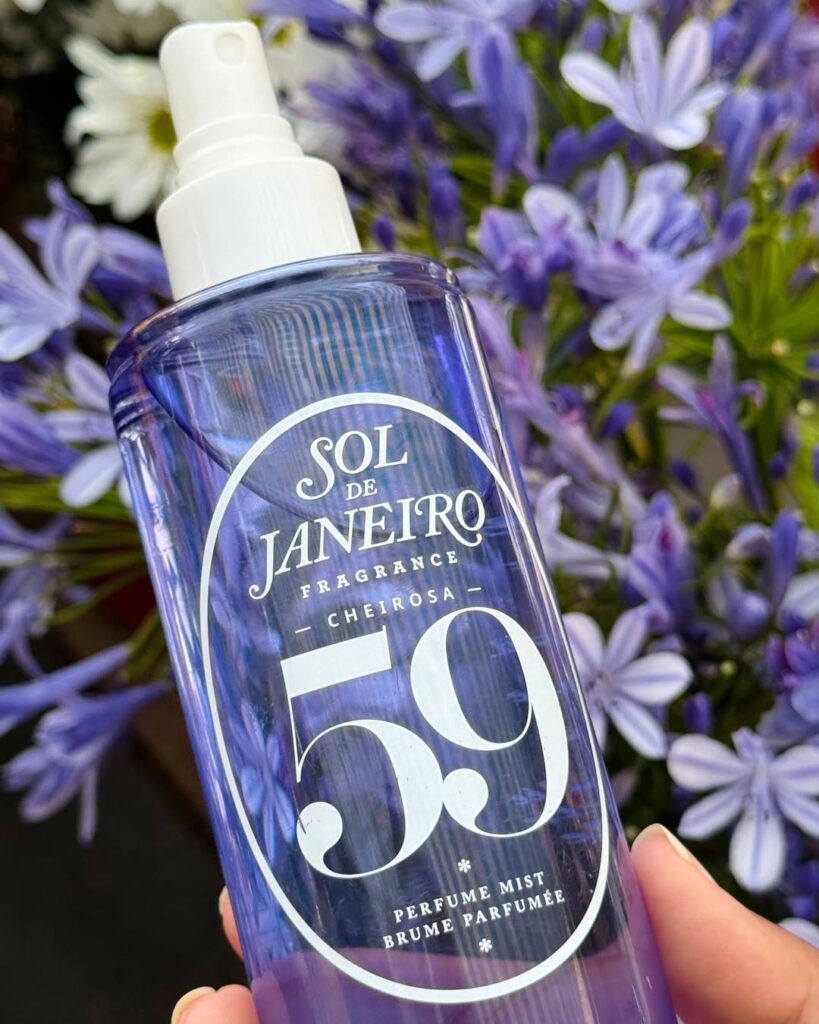 SOL
DE
JANEIRO
FRAGRANCE
— CHEIROSA —
59
*
PERFUME MIST
BRUME PARFUMÉE
*